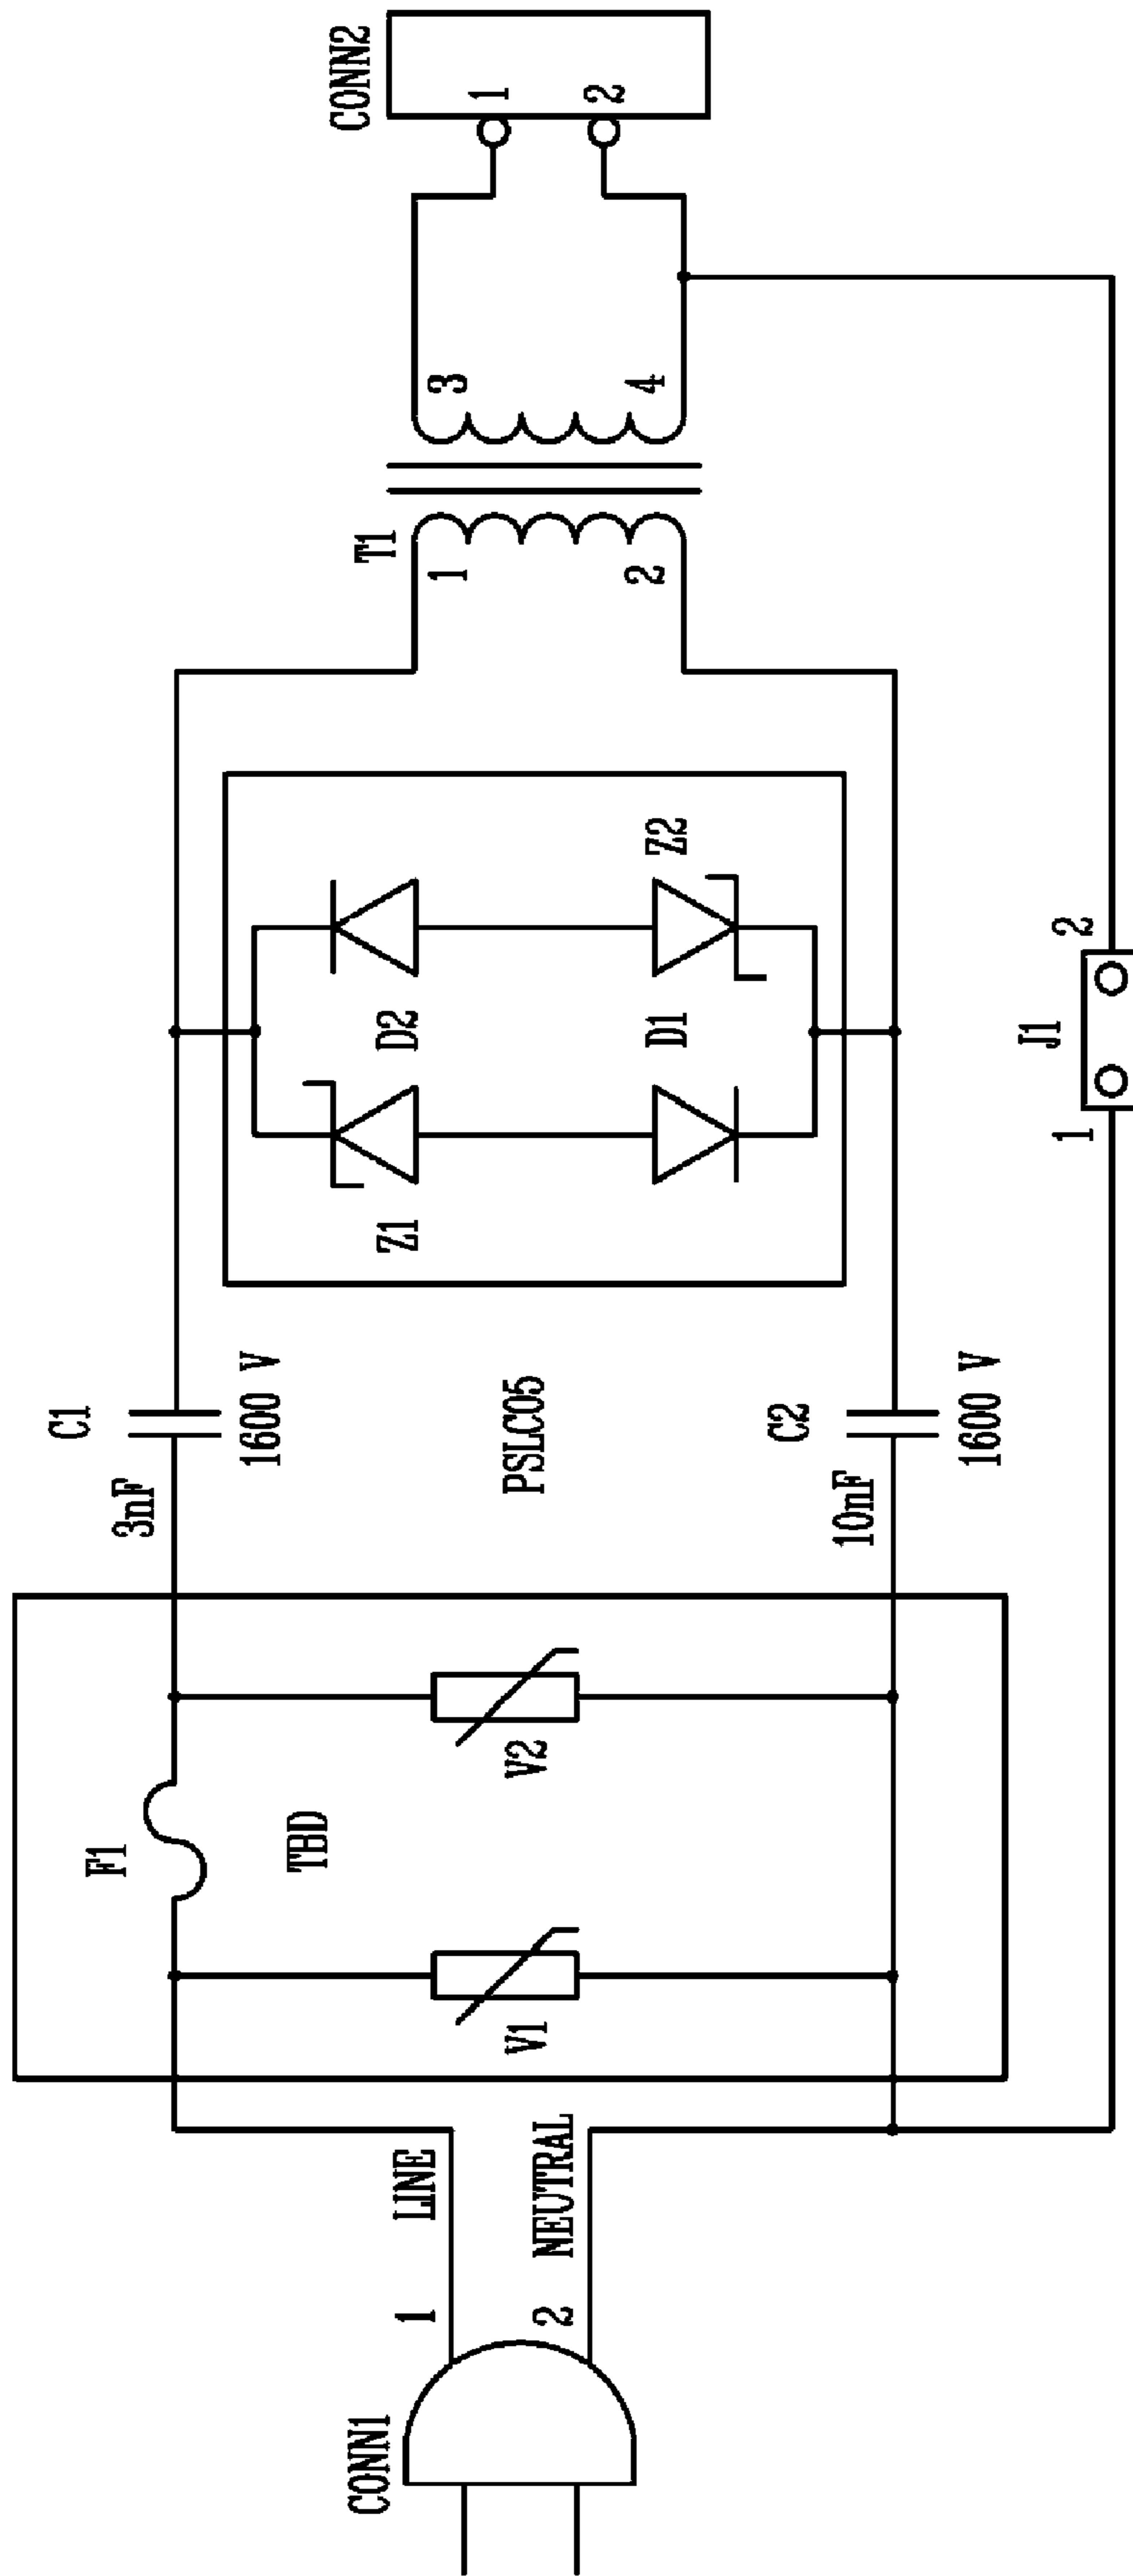 CONN1
1
LINE
2
NEUTRAL
F1
TBD
V1
V2
3nF
C1
1600 V
PSLC05
10nF
C2
1600 V
Z1
D2
D1
Z2
J1
1
2
T1
1
2
3
4
CONN2
1
2